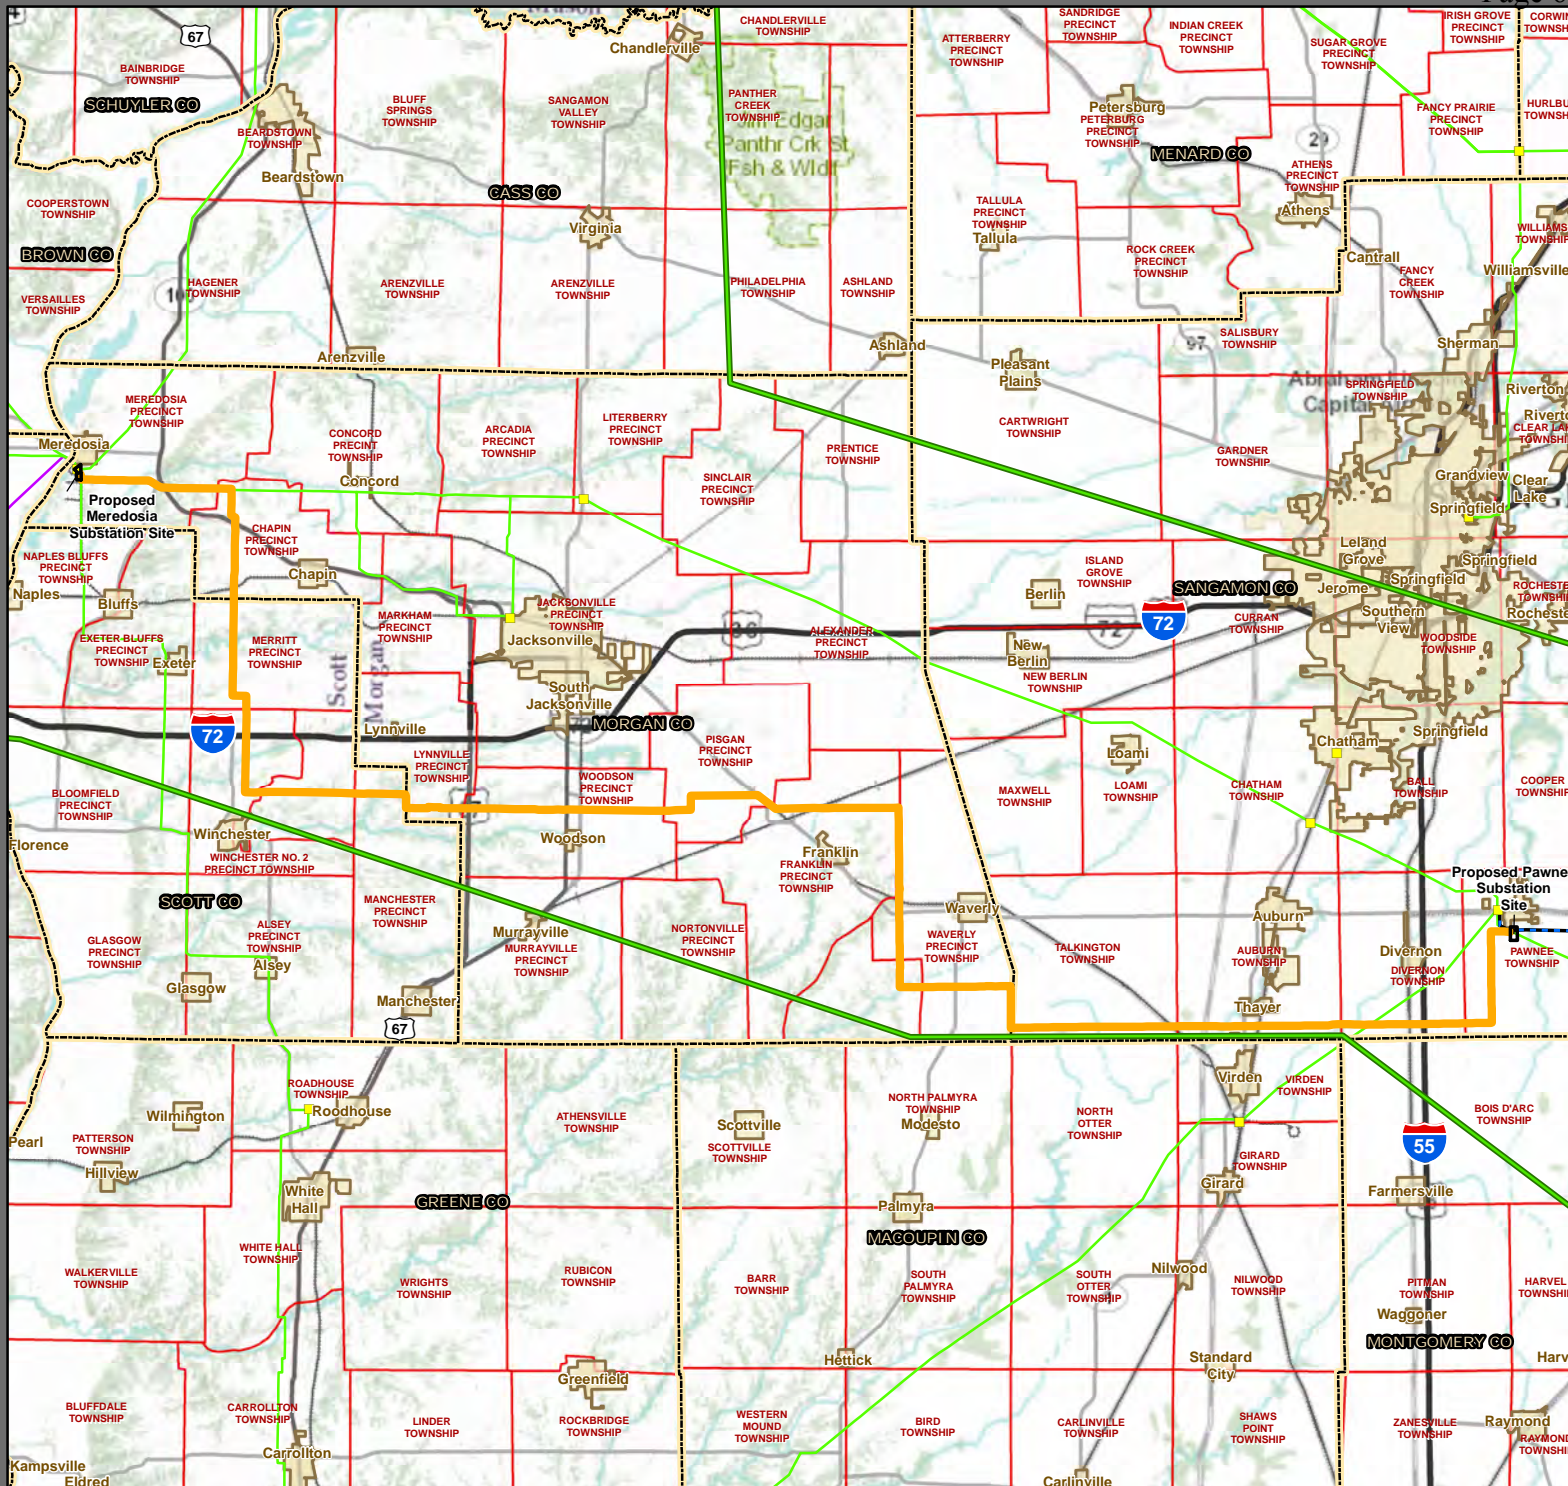 67
BAINBRIDGE
TOWNSHIP
SCHUYLER CO
Chandlerville
CHANDLERVILLE
TOWNSHIP
ATTERBERRY
PRECINCT
TOWNSHIP
SANDRIDGE
PRECINCT
TOWNSHIP
INDIAN CREEK
PRECINCT
TOWNSHIP
SUGAR GROVE
PRECINCT
TOWNSHIP
IRISH GROVE
PRECINCT
TOWNSHIP
BLUFF
SPRINGS
TOWNSHIP
SANGAMON
VALLEY
TOWNSHIP
PANTHER
CREEK
TOWNSHIP
Jim Edgar
Panthr Crk St
Fsh & Wldlf
Petersburg
PETERBURG
PRECINCT
TOWNSHIP
FANCY PRAIRIE
PRECINCT
TOWNSHIP
BEARDSTOWN
TOWNSHIP
Beardstown
29
MENARD CO
ATHENS
PRECINCT
TOWNSHIP
Athens
CASS CO
COOPERSTOWN
TOWNSHIP
BROWN CO
Virginia
TALLULA
PRECINCT
TOWNSHIP
Tallula
ROCK CREEK
PRECINCT
TOWNSHIP
Cantrall
FANCY
CREEK
TOWNSHIP
Williamsville
VERSAILLES
TOWNSHIP
HAGENER
TOWNSHIP
ARENZVILLE
TOWNSHIP
ARENZVILLE
TOWNSHIP
PHILADELPHIA
TOWNSHIP
ASHLAND
TOWNSHIP
Arenzville
Ashland
Pleasant
Plains
97
SALISBURY
TOWNSHIP
Sherman
SPRINGFIELD
TOWNSHIP
Riverton
MEREDOSIA
PRECINCT
TOWNSHIP
Meredosia
CONCORD
PRECINT
TOWNSHIP
Concord
ARCADIA
PRECINCT
TOWNSHIP
LITERBERRY
PRECINCT
TOWNSHIP
SINCLAIR
PRECINCT
TOWNSHIP
PRENTICE
TOWNSHIP
CARTWRIGHT
TOWNSHIP
GARDNER
TOWNSHIP
Grandview
Clear
Lake
Springfield
Proposed
Meredosia
Substation Site
CHAPIN
PRECINCT
TOWNSHIP
Chapin
NAPLES BLUFFS
PRECINCT
TOWNSHIP
Naples
Bluffs
Leland
Grove
Springfield
Jerome
Springfield
Southern
View
WOODSIDE
TOWNSHIP
ISLAND
GROVE
TOWNSHIP
Berlin
SANGAMON CO
72
72
CURRAN
TOWNSHIP
EXETER BLUFFS
PRECINCT
TOWNSHIP
Exeter
MERRITT
PRECINCT
TOWNSHIP
Scott
Morgan
MARKHAM
PRECINCT
TOWNSHIP
JACKSONVILLE
PRECINCT
TOWNSHIP
Jacksonville
South
Jacksonville
36
ALEXANDER
PRECINCT
TOWNSHIP
New
Berlin
NEW BERLIN
TOWNSHIP
72
Lynnville
MORGAN CO
LYNNVILLE
PRECINCT
TOWNSHIP
WOODSON
PRECINCT
TOWNSHIP
PISGAN
PRECINCT
TOWNSHIP
Loami
LOAMI
TOWNSHIP
MAXWELL
TOWNSHIP
CHATHAM
TOWNSHIP
Chatham
Springfield
BALL
TOWNSHIP
COOPER
BLOOMFIELD
PRECINCT
TOWNSHIP
Florence
Winchester
WINCHESTER NO. 2
PRECINCT TOWNSHIP
Woodson
Franklin
FRANKLIN
PRECINCT
TOWNSHIP
Proposed Pawne
Substation
Site
SCOTT CO
GLASGOW
PRECINCT
TOWNSHIP
Glasgow
ALSEY
PRECINCT
TOWNSHIP
Alsey
MANCHESTER
PRECINCT
TOWNSHIP
Manchester
67
Murrayville
MURRAYVILLE
PRECINCT
TOWNSHIP
NORTONVILLE
PRECINCT
TOWNSHIP
Waverly
WAVERLY
PRECINCT
TOWNSHIP
TALKINGTON
TOWNSHIP
Auburn
AUBURN
TOWNSHIP
Thayer
Divernon
DIVERNON
TOWNSHIP
PAWNEE
TOWNSHIP
ROADHOUSE
TOWNSHIP
Roodhouse
Wilmington
Pearl
PATTERSON
TOWNSHIP
Hillview
ATHENSVILLE
TOWNSHIP
Scottville
SCOTTVILLE
TOWNSHIP
NORTH PALMYRA
TOWNSHIP
Modesto
NORTH
OTTER
TOWNSHIP
Virden
VIRDEN
TOWNSHIP
GIRARD
TOWNSHIP
Girard
55
BOIS D'ARC
TOWNSHIP
Farmersville
White
Hall
GREENE CO
Palmyra
MACOUPIN CO
WHITE HALL
TOWNSHIP
WALKERVILLE
TOWNSHIP
WRIGHTS
TOWNSHIP
RUBICON
TOWNSHIP
BARR
TOWNSHIP
SOUTH
PALMYRA
TOWNSHIP
SOUTH
OTTER
TOWNSHIP
Nilwood
NILWOOD
TOWNSHIP
PITMAN
TOWNSHIP
Waggoner
HARVEL
MONTGOMERY CO
Hettick
Standard
City
Greenfield
BLUFFDALE
TOWNSHIP
CARROLLTON
TOWNSHIP
Carrollton
LINDER
TOWNSHIP
ROCKBRIDGE
TOWNSHIP
WESTERN
MOUND
TOWNSHIP
BIRD
TOWNSHIP
CARLINVILLE
TOWNSHIP
Carlinville
SHAWS
POINT
TOWNSHIP
ZANESVILLE
TOWNSHIP
Raymond
Kampsville
Eldred